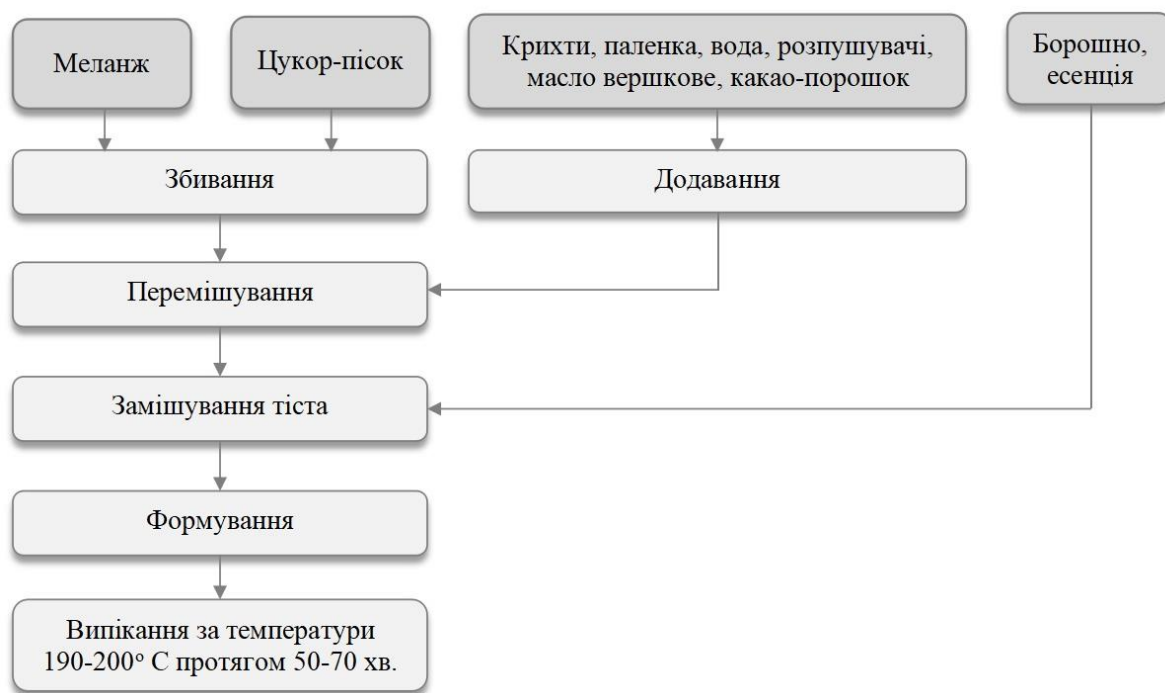 Меланж
Цукор-пісок
Крихти, паленка, вода, розпушувачі,
масло вершкове, какао-порошок
Борошно,
есенція
Збивання
Додавання
Перемішування
Замішування тіста
Формування
Випікання за температури
190-200º С протягом 50-70 хв.